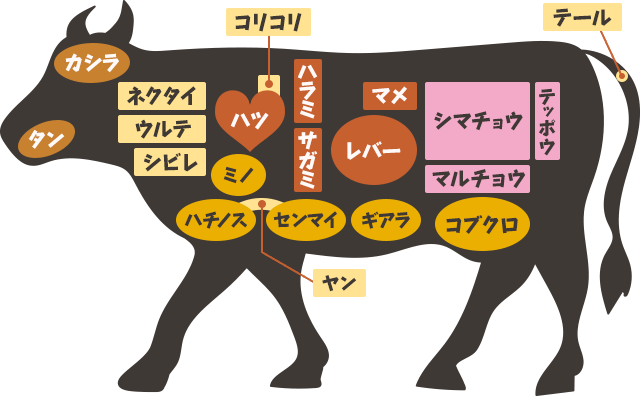 コリコリ
テール
カシラ
ネクタイ
ハツ
ハラミ
マメ
シマチョウ
テッポウ
タン
ウルテ
シビレ
サガミ
レバー
ミノ
マルチョウ
ハチノス
センマイ
ギアラ
コブクロ
ヤン